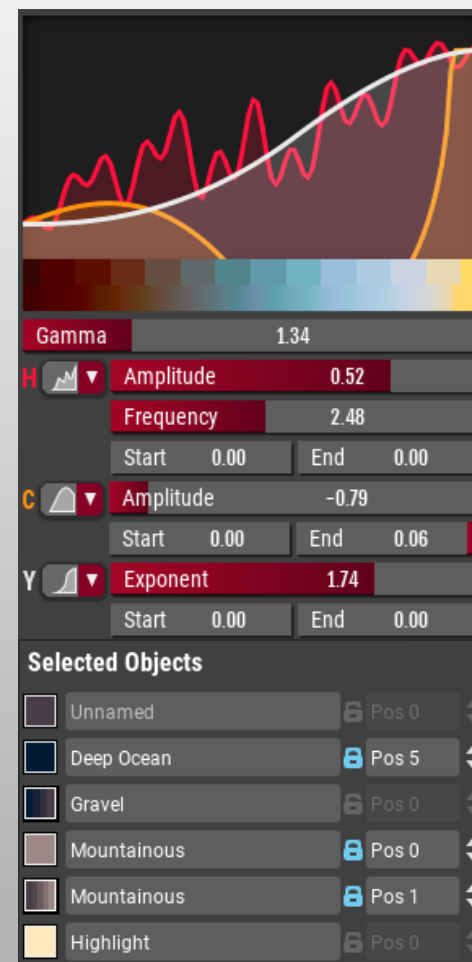 Gamma 1.34
H Amplitude 0.52
Frequency 2.48
Start 0.00 End 0.00
C Amplitude -0.79
Start 0.00 End 0.06
Y Exponent 1.74
Start 0.00 End 0.00
Selected Objects
Unnamed Pos 0
Deep Ocean Pos 5
Gravel Pos 0
Mountainous Pos 0
Mountainous Pos 1
Highlight Pos 0